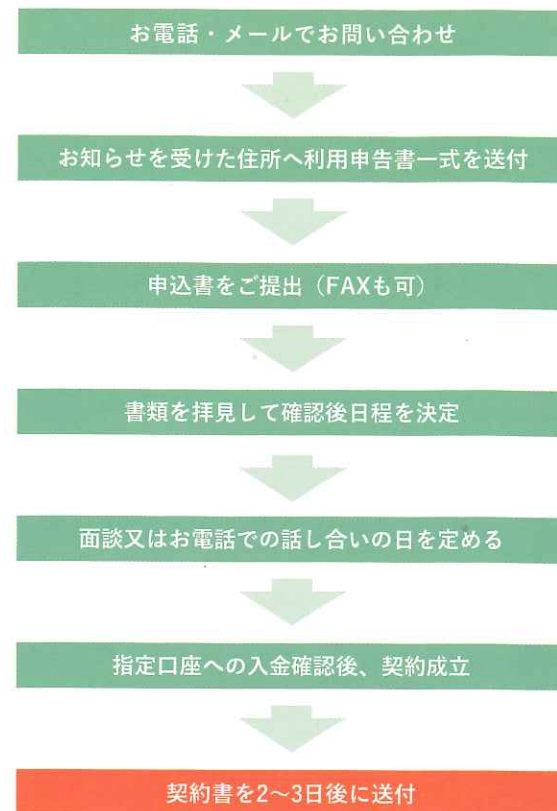 お電話・メールでお問い合わせ
お知らせを受けた住所へ利用申告書一式を送付
申込書をご提出（FAXも可）
書類を拝見して確認後日程を決定
面談又はお電話での話し合いの日を定める
指定口座への入金確認後、契約成立
契約書を2〜3日後に送付